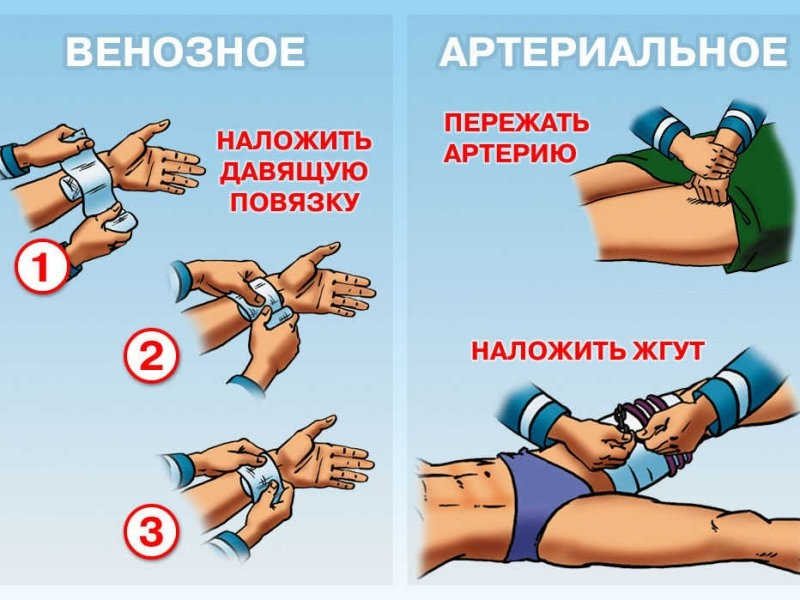 ВЕНОЗНОЕ
НАЛОЖИТЬ
ДАВЯЩУЮ
ПОВЯЗКУ
1
2
3
АРТЕРИАЛЬНОЕ
ПЕРЕЖАТЬ
АРТЕРИЮ
НАЛОЖИТЬ ЖГУТ